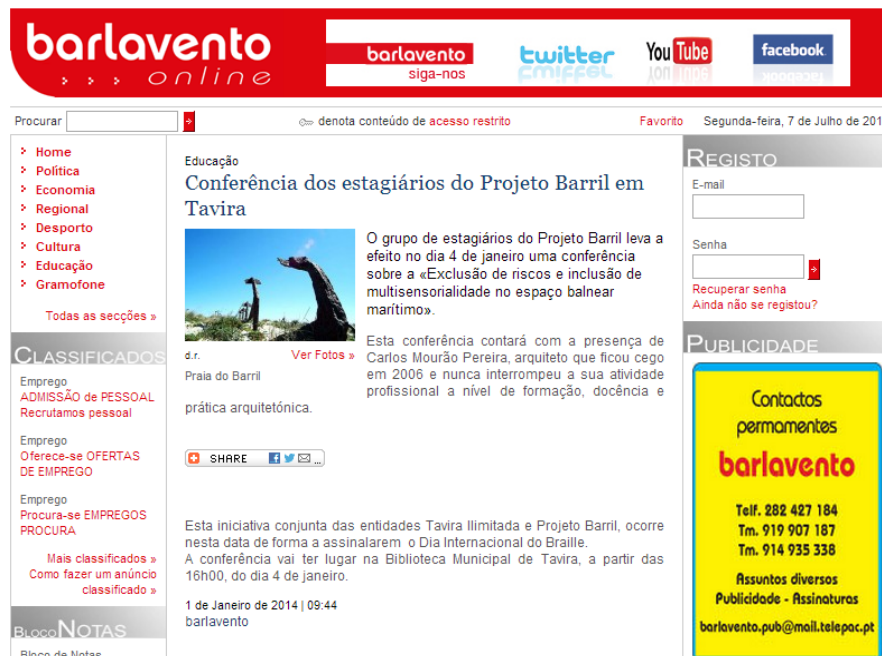 barlavento
online
barlavento
siga-nos
twitter
YouTube
facebook
Procurar
denota conteúdo de acesso restrito
Favorito
Segunda-feira, 7 de Julho de 201
Home
Política
Economia
Regional
Desporto
Cultura
Educação
Gramofone
Todas as secções »
CLASSIFICADOS
Emprego
ADMISSÃO de PESSOAL
Recrutamos pessoal
Emprego
Oferece-se OFERTAS
DE EMPREGO
Emprego
Procura-se EMPREGOS
PROCURA
Mais classificados »
Como fazer um anúncio
classificado »
BLOCONOTAS
Bloco de Notas
Educação
Conferência dos estagiários do Projeto Barril em
Tavira
O grupo de estagiários do Projeto Barril leva a
efeito no dia 4 de janeiro uma conferência
sobre a «Exclusão de riscos e inclusão de
multisensorialidade no espaço balnear
marítimo».
d.r.
Ver Fotos »
Praia do Barril
Esta conferência contará com a presença de
Carlos Mourão Pereira, arquiteto que ficou cego
em 2006 e nunca interrompeu a sua atividade
profissional a nível de formação, docência e
prática arquitetónica.
SHARE
...
Esta iniciativa conjunta das entidades Tavira Ilimitada e Projeto Barril, ocorre
nesta data de forma a assinalarem o Dia Internacional do Braille.
A conferência vai ter lugar na Biblioteca Municipal de Tavira, a partir das
16h00, do dia 4 de janeiro.
1 de Janeiro de 2014 | 09:44
barlavento
REGISTO
E-mail
Senha
Recuperar senha
Ainda não se registou?
PUBLICIDADE
Contactos
permamentes
barlavento
Telf. 282 427 184
Tm. 919 907 187
Tm. 914 935 338
Assuntos diversos
Publicidade - Assinaturas
barlavento.pub@mail.telepac.pt